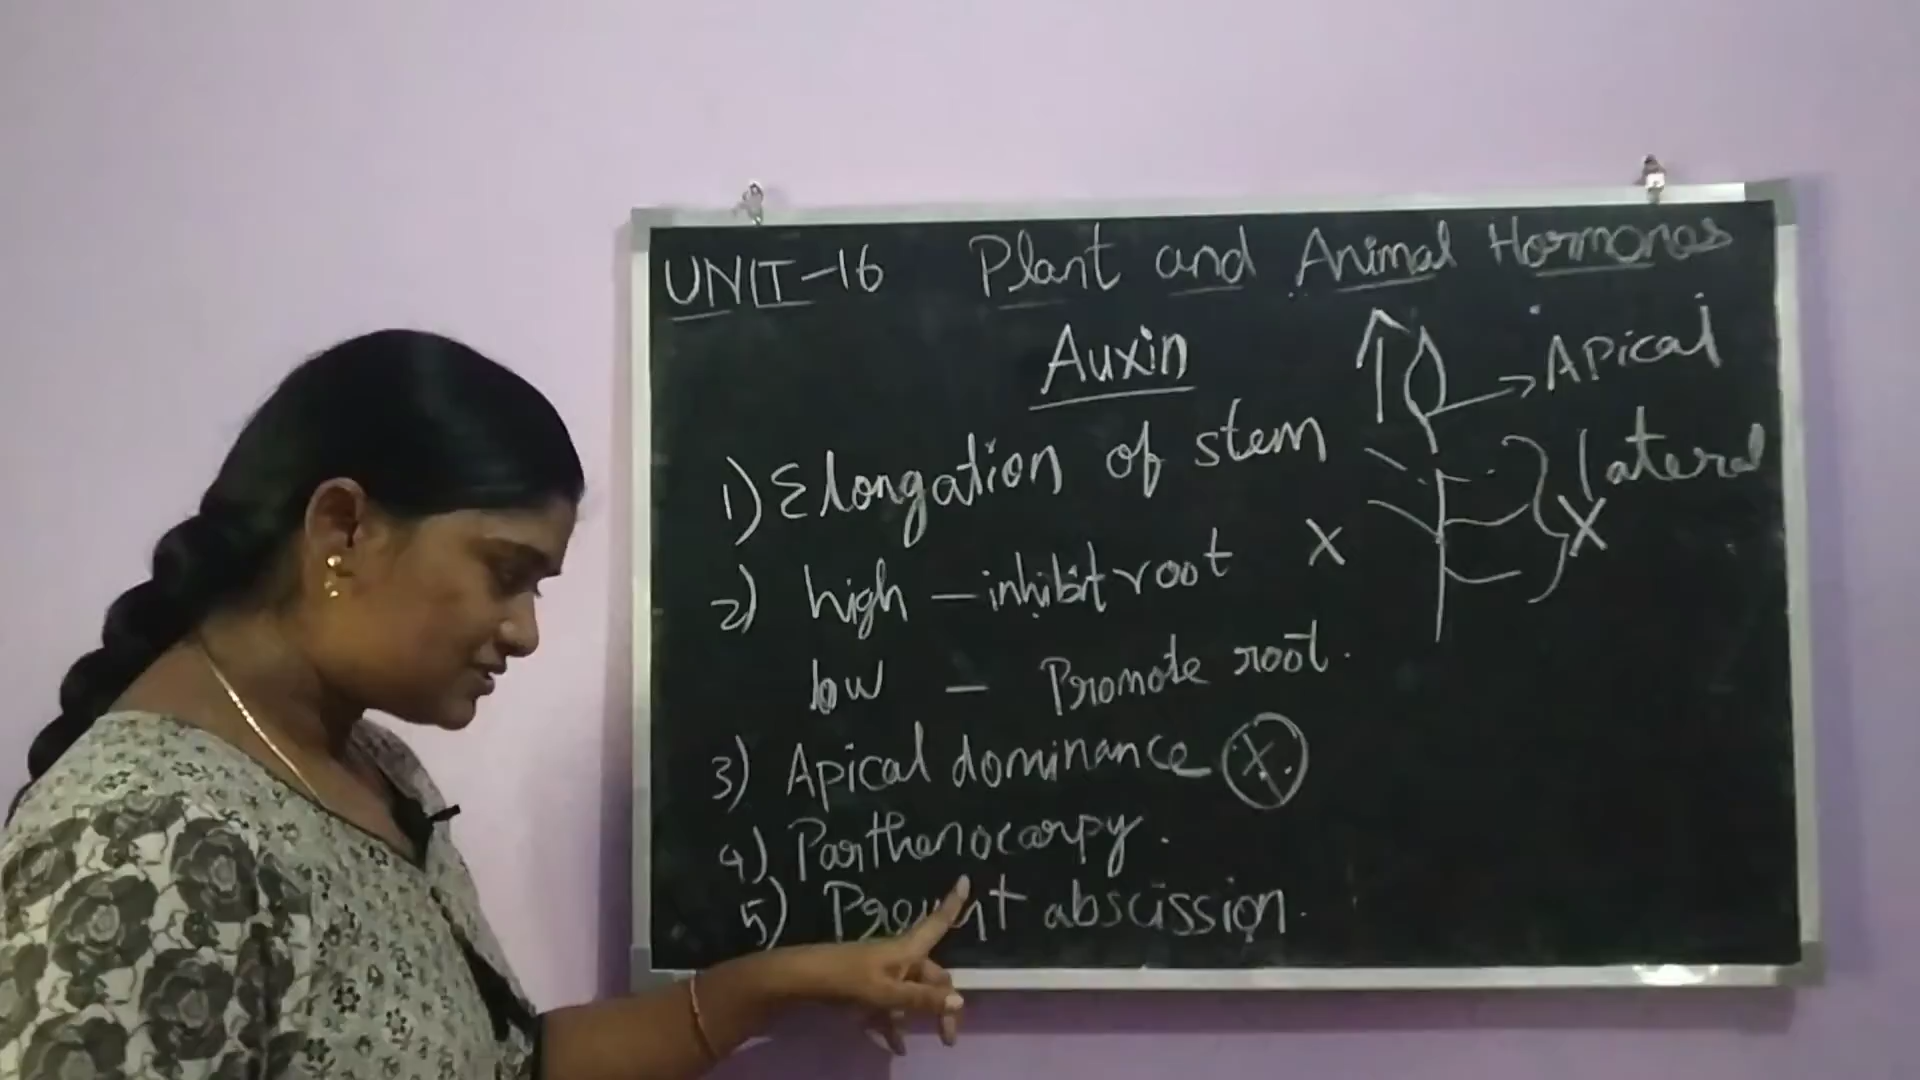 UNIT-16 Plant and Animal Hormones
Auxin
1) Elongation of stem
2) high – inhibit root X
low – Promote root.
3) Apical dominance X
4) Parthenocarpy.
5) Prevent abscission.
Apical
lateral
X